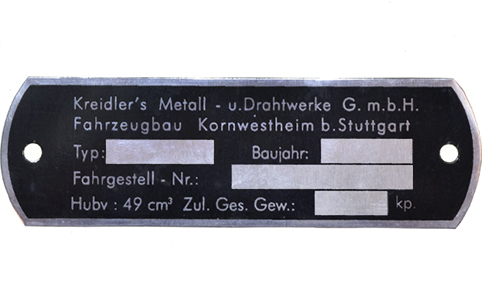 Kreidler's Metall - u.Drahtwerke G. m.b.H.
Fahrzeugbau Kornwestheim b.Stuttgart
Typ: Baujahr:
Fahrgestell - Nr.:
Hubv : 49 cm³ Zul. Ges. Gew.: kp.